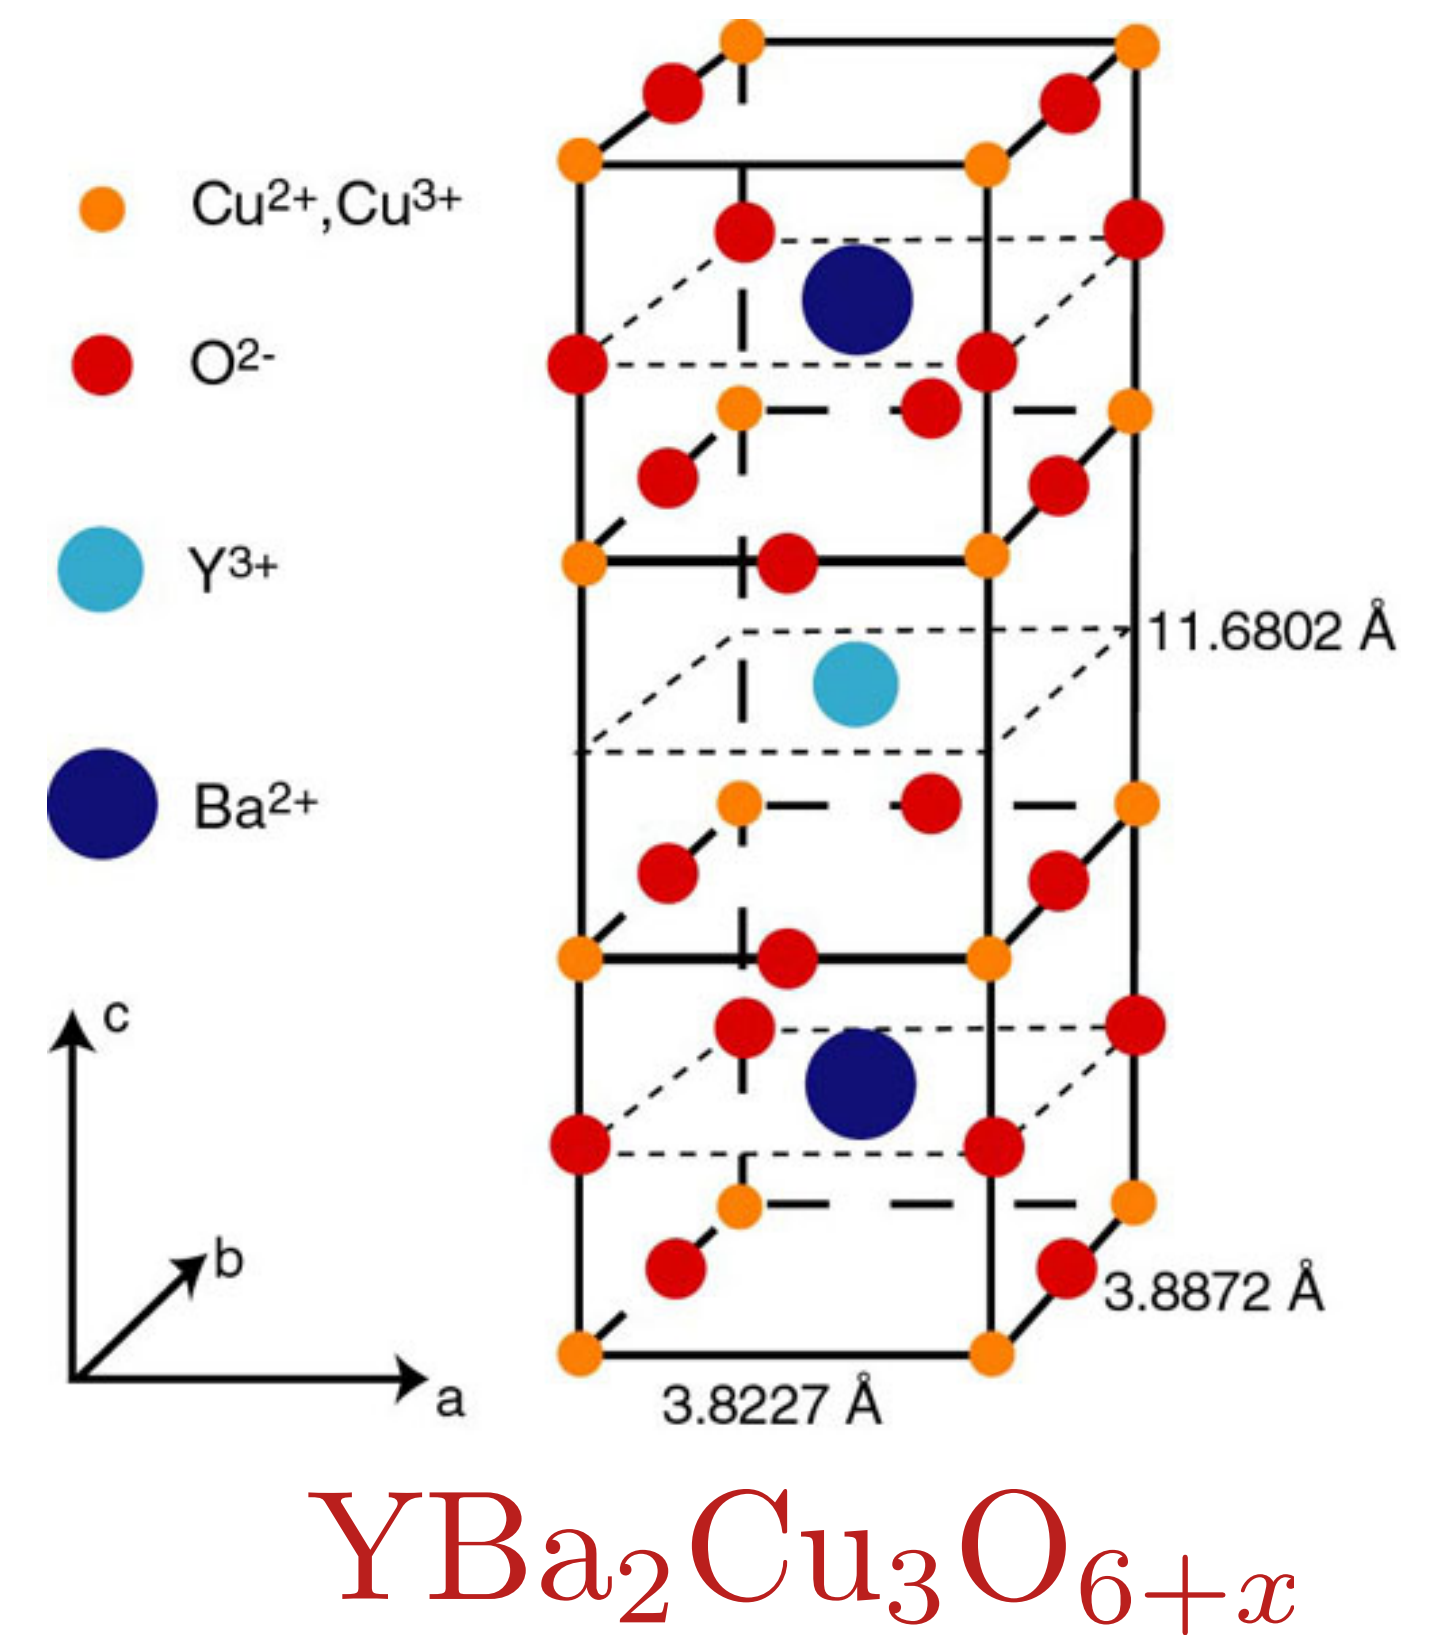 Cu²⁺,Cu³⁺
O²⁻
Y³⁺
Ba²⁺
11.6802 Å
c
b
a
3.8872 Å
3.8227 Å
YBa₂Cu₃O₆₊ₓ